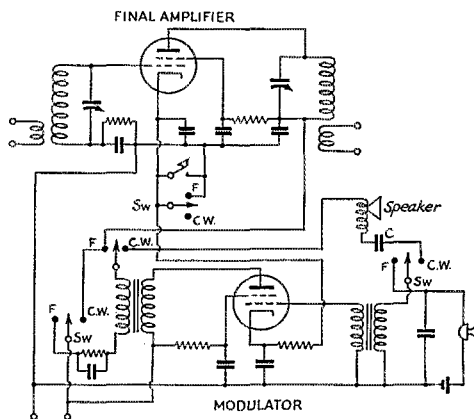 FINAL AMPLIFIER
F
Sw
C.W.
Speaker
F
C.W.
C
F
C.W.
Sw
F
C.W.
Sw
MODULATOR